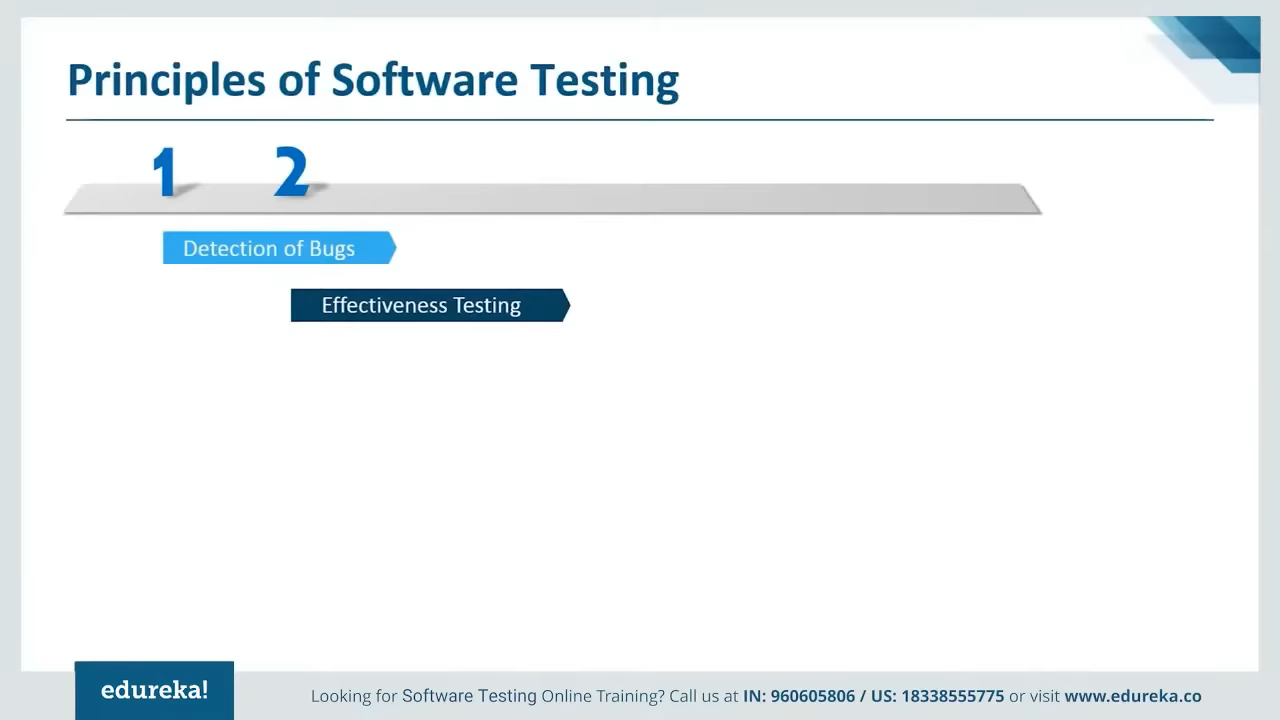 Principles of Software Testing
1 2
Detection of Bugs
Effectiveness Testing
edureka!
Looking for Software Testing Online Training? Call us at IN: 960605806 / US: 18338555775 or visit www.edureka.co